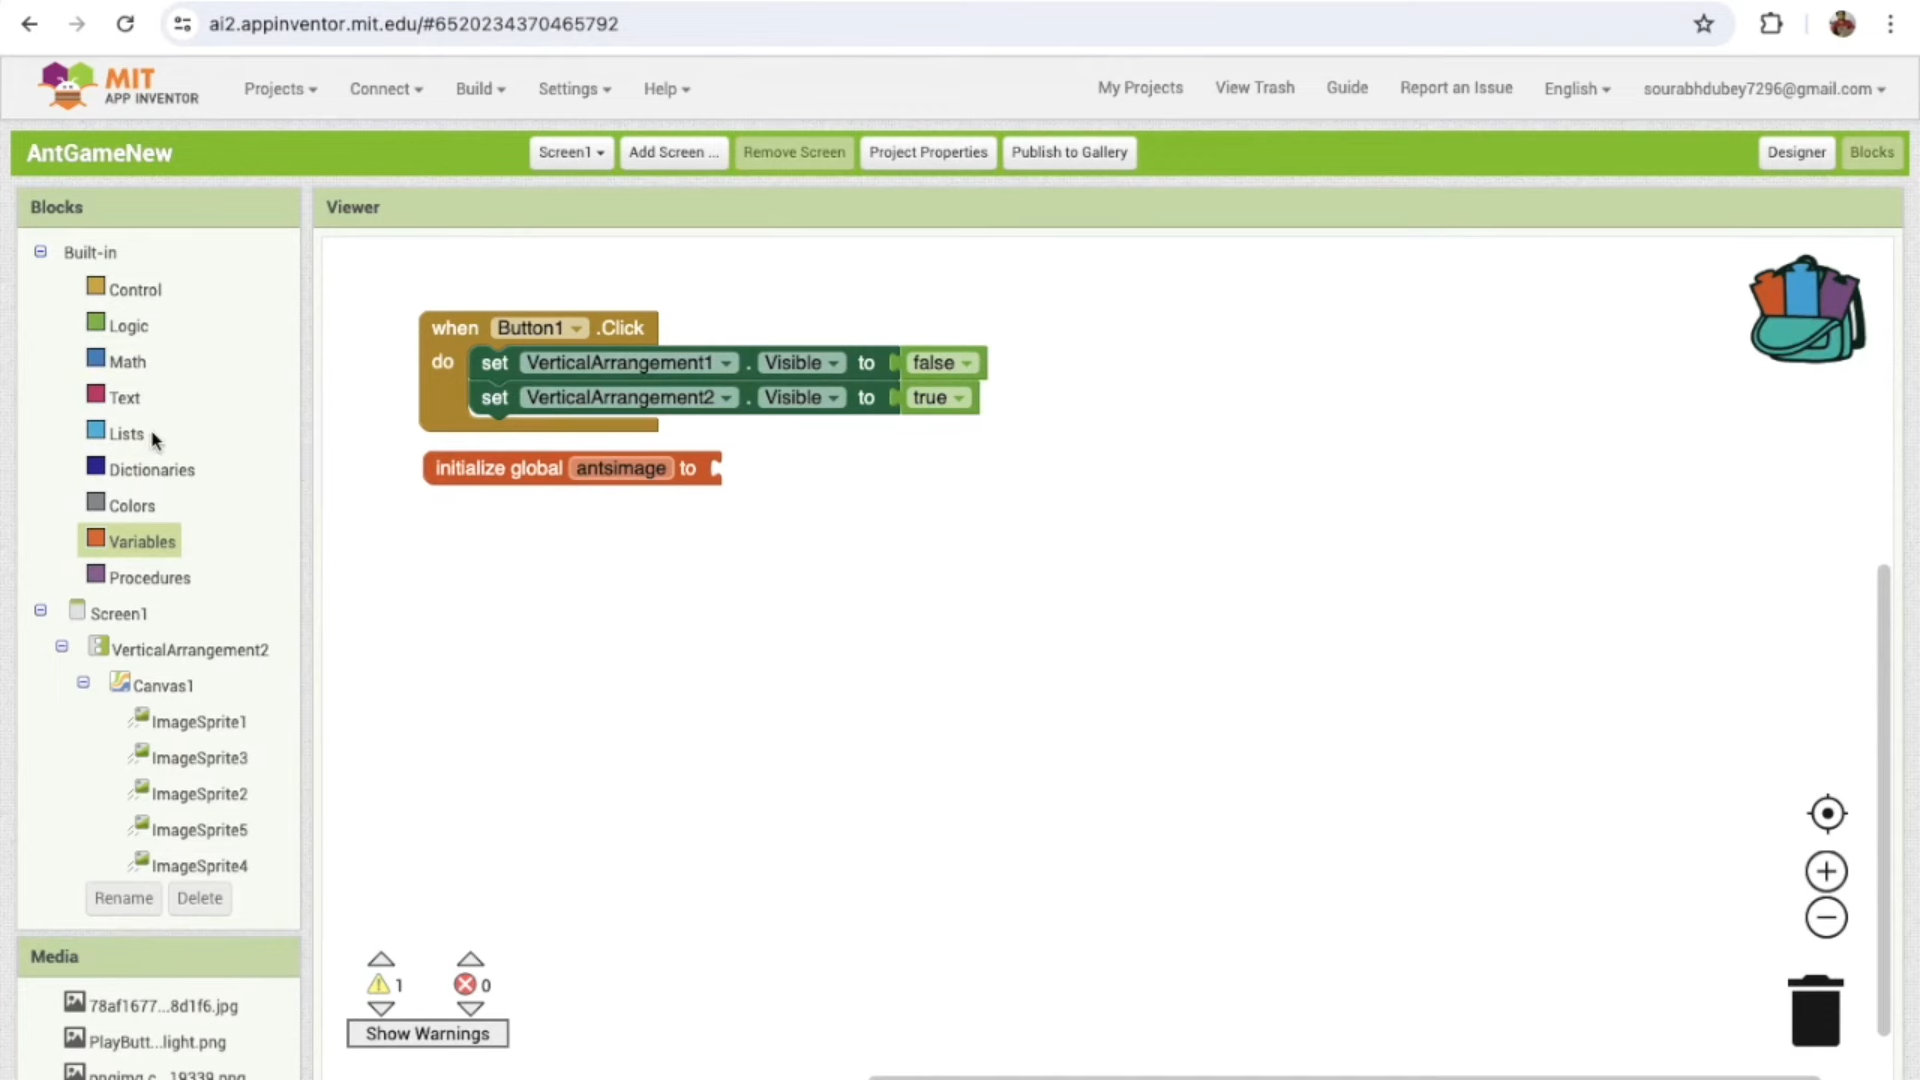 ai2.appinventor.mit.edu/#6520234370465792
MIT
APP INVENTOR
Projects
Connect
Build
Settings
Help
My Projects
View Trash
Guide
Report an Issue
English
sourabhdubey7296@gmail.com
AntGameNew
Screen1
Add Screen ...
Remove Screen
Project Properties
Publish to Gallery
Designer
Blocks
Blocks
Viewer
Built-in
Control
Logic
Math
Text
Lists
Dictionaries
Colors
Variables
Procedures
Screen1
VerticalArrangement2
Canvas1
ImageSprite1
ImageSprite3
ImageSprite2
ImageSprite5
ImageSprite4
Rename
Delete
Media
78af1677...8d1f6.jpg
PlayButt...light.png
pngimg.c...19339.png
when Button1 .Click
do set VerticalArrangement1 . Visible to false
set VerticalArrangement2 . Visible to true
initialize global antsimage to
1
0
Show Warnings